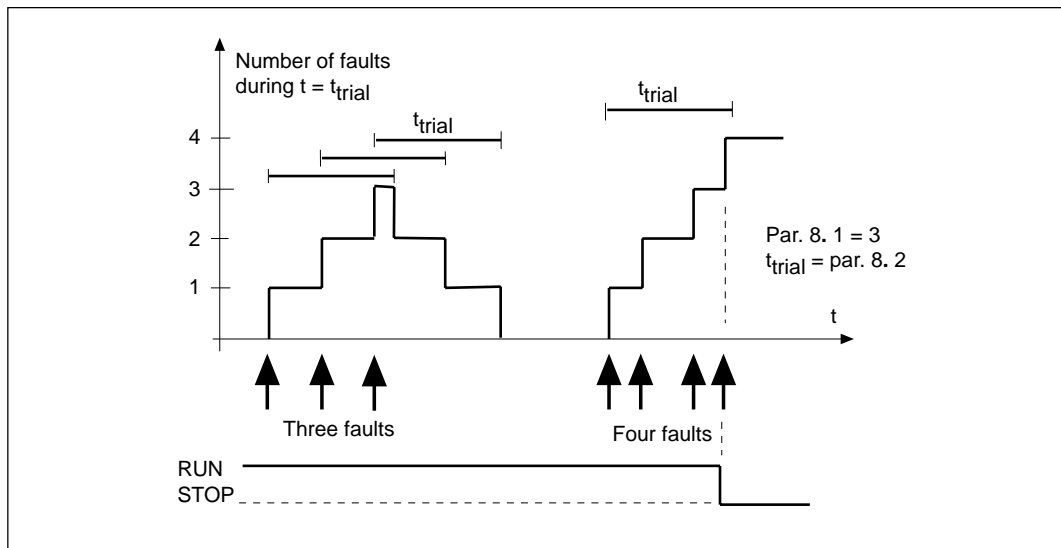 Number of faults
during t = ttrial
ttrial
ttrial
4
3
2
1
Par. 8. 1 = 3
ttrial = par. 8. 2
t
Three faults
Four faults
RUN
STOP